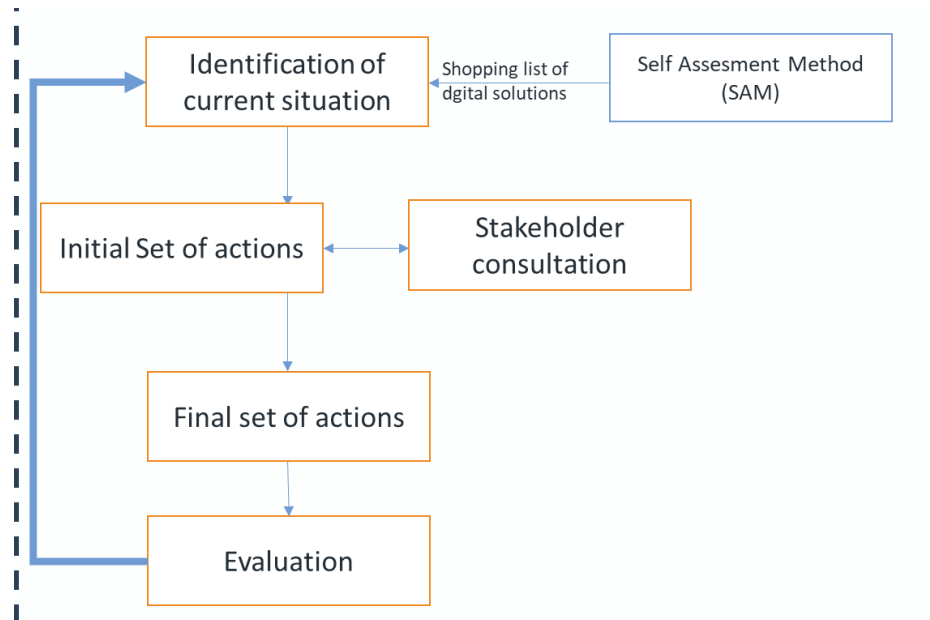 Identification of
current situation
Shopping list of
dgital solutions
Self Assesment Method
(SAM)
Initial Set of actions
Stakeholder
consultation
Final set of actions
Evaluation